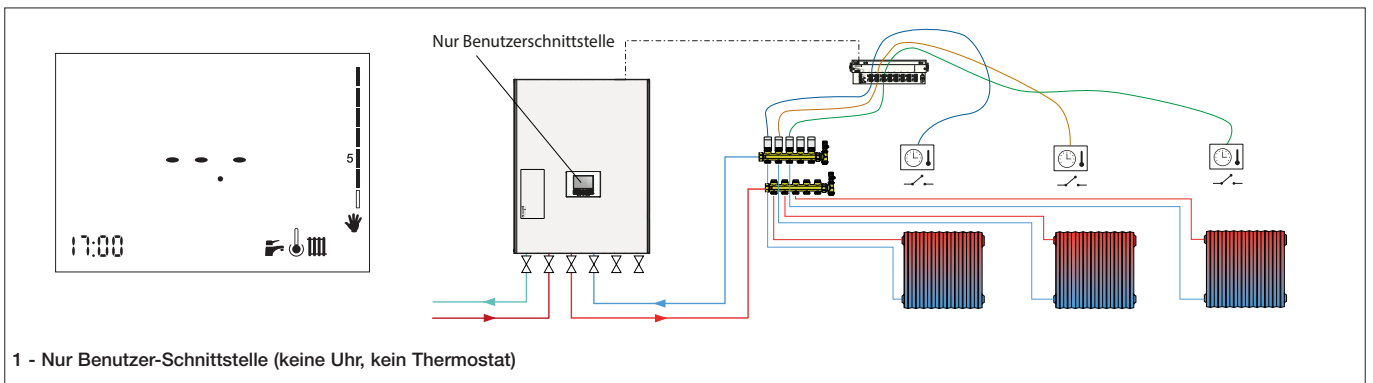 Nur Benutzerschnittstelle
5
17:00
1 - Nur Benutzer-Schnittstelle (keine Uhr, kein Thermostat)